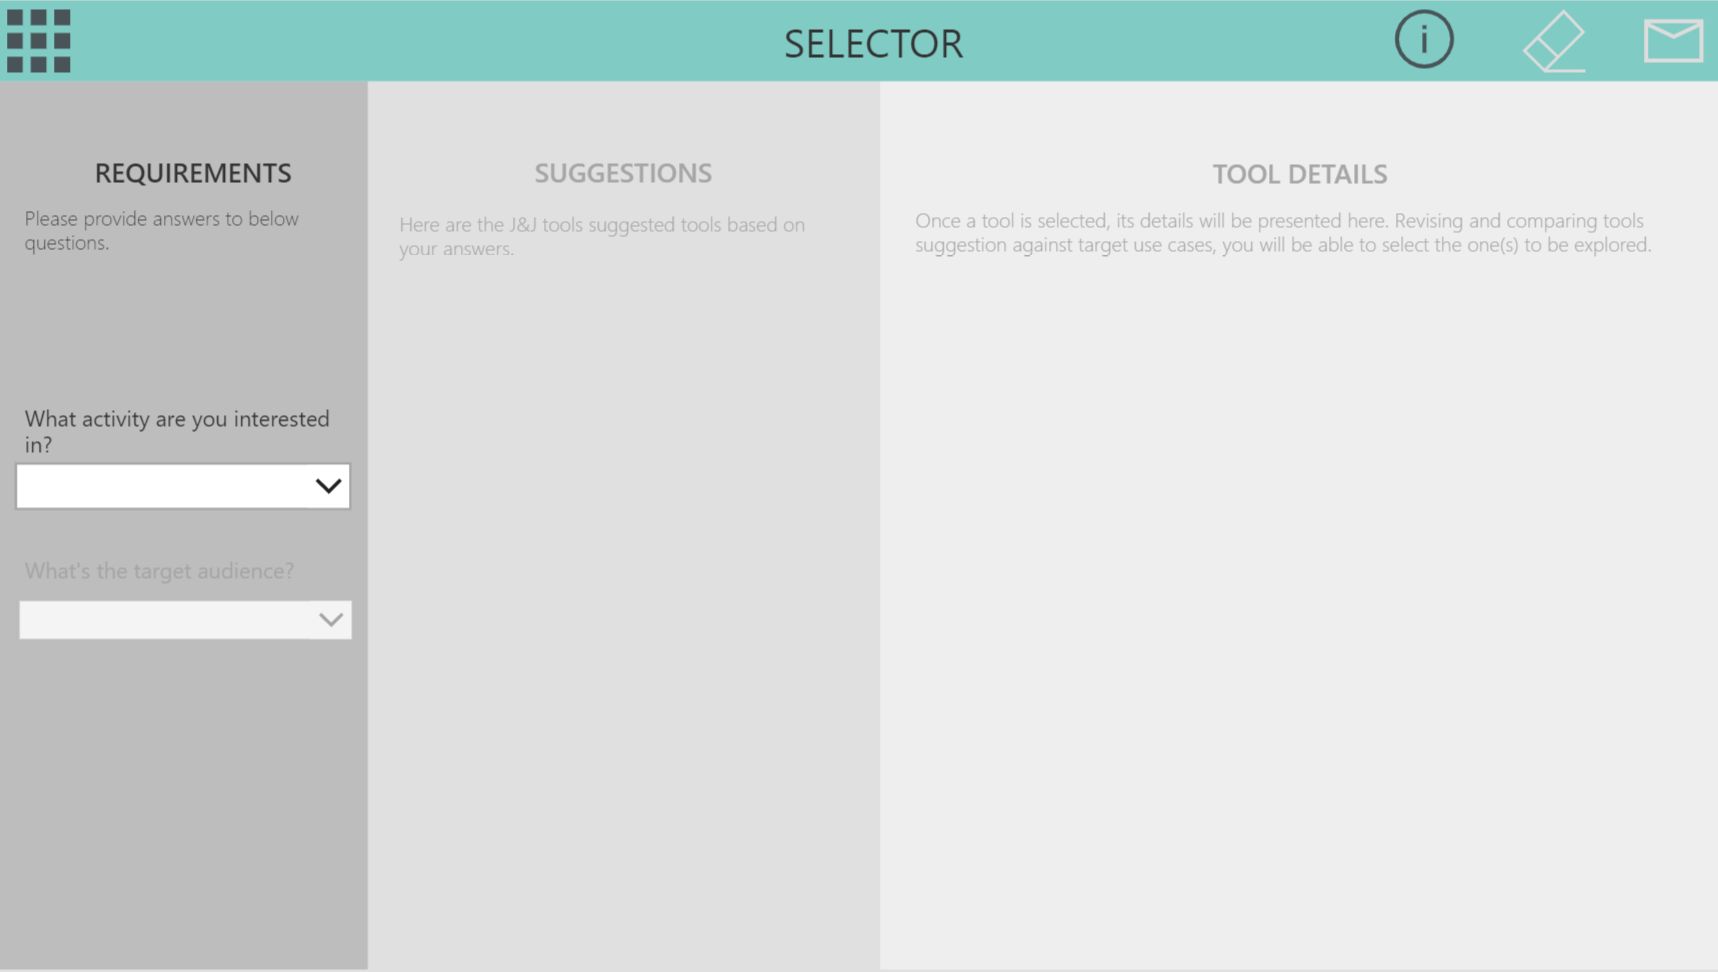 SELECTOR
REQUIREMENTS
Please provide answers to below
questions.
What activity are you interested
in?
What's the target audience?
SUGGESTIONS
Here are the J&J tools suggested tools based on
your answers.
TOOL DETAILS
Once a tool is selected, its details will be presented here. Revising and comparing tools
suggestion against target use cases, you will be able to select the one(s) to be explored.